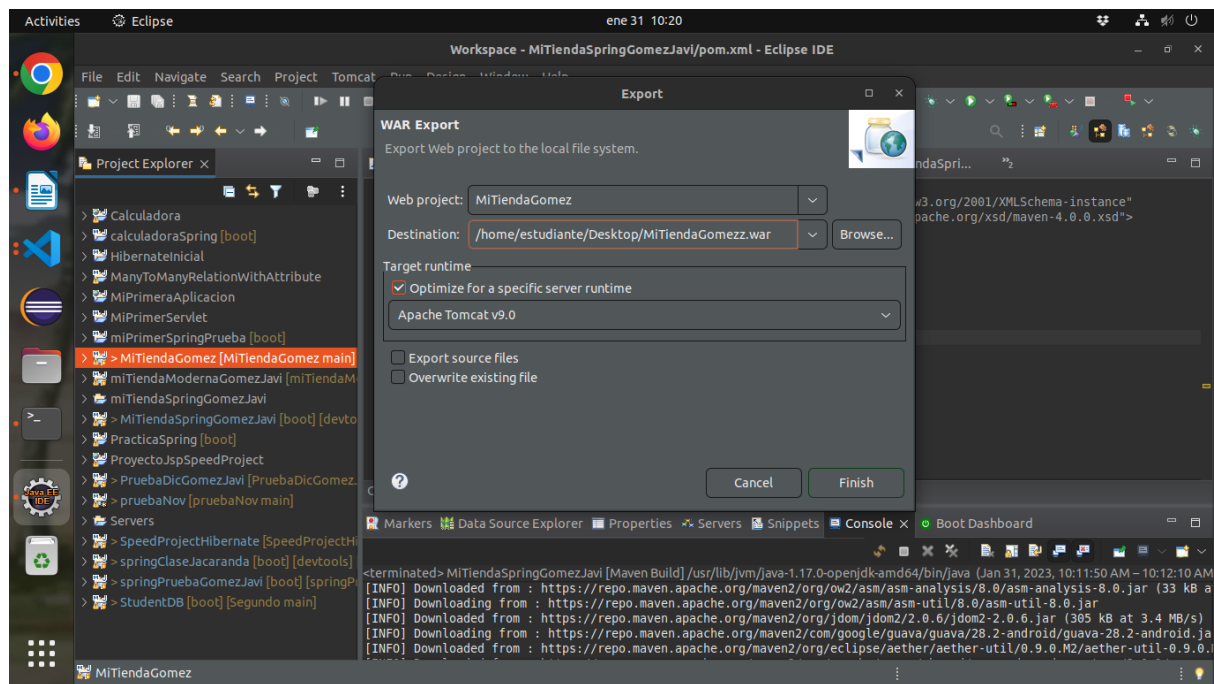 Activities Eclipse ene 31 10:20
Workspace - MiTiendaSpringGomezJavi/pom.xml - Eclipse IDE
File Edit Navigate Search Project Tomcat Run Design Window Help
Export
WAR Export
Export Web project to the local file system.
Project Explorer
ndaSpri... »2
Web project: MiTiendaGomez
w3.org/2001/XMLSchema-instance"
pache.org/xsd/maven-4.0.0.xsd">
Destination: /home/estudiante/Desktop/MiTiendaGomezz.war Browse...
Target runtime
Optimize for a specific server runtime
Apache Tomcat v9.0
Export source files
Overwrite existing file
? Cancel Finish
> Calculadora
> calculadoraSpring [boot]
> HibernateInicial
> ManyToManyRelationWithAttribute
> MiPrimeraAplicacion
> MiPrimerServlet
> miPrimerSpringPrueba [boot]
> > MiTiendaGomez [MiTiendaGomez main]
> miTiendaModernaGomezJavi [miTiendaM
> miTiendaSpringGomezJavi
> > MiTiendaSpringGomezJavi [boot] [devto
> PracticaSpring [boot]
> ProyectoJspSpeedProject
> > PruebaDicGomezJavi [PruebaDicGomez.
> > pruebaNov [pruebaNov main]
> Servers
> > SpeedProjectHibernate [SpeedProjectHi
> > springClaseJacaranda [boot] [devtools]
> > springPruebaGomezJavi [boot] [springP
> > StudentDB [boot] [Segundo main]
Java EE
IDE
Markers Data Source Explorer Properties Servers Snippets Console Boot Dashboard
<terminated> MiTiendaSpringGomezJavi [Maven Build] /usr/lib/jvm/java-1.17.0-openjdk-amd64/bin/java (Jan 31, 2023, 10:11:50 AM – 10:12:10 AM
[INFO] Downloaded from : https://repo.maven.apache.org/maven2/org/ow2/asm/asm-analysis/8.0/asm-analysis-8.0.jar (33 kB a
[INFO] Downloading from : https://repo.maven.apache.org/maven2/org/ow2/asm/asm-util/8.0/asm-util-8.0.jar
[INFO] Downloaded from : https://repo.maven.apache.org/maven2/org/jdom/jdom2/2.0.6/jdom2-2.0.6.jar (305 kB at 3.4 MB/s)
[INFO] Downloading from : https://repo.maven.apache.org/maven2/com/google/guava/guava/28.2-android/guava-28.2-android.ja
[INFO] Downloaded from : https://repo.maven.apache.org/maven2/org/eclipse/aether/aether-util/0.9.0.M2/aether-util-0.9.0.
MiTiendaGomez